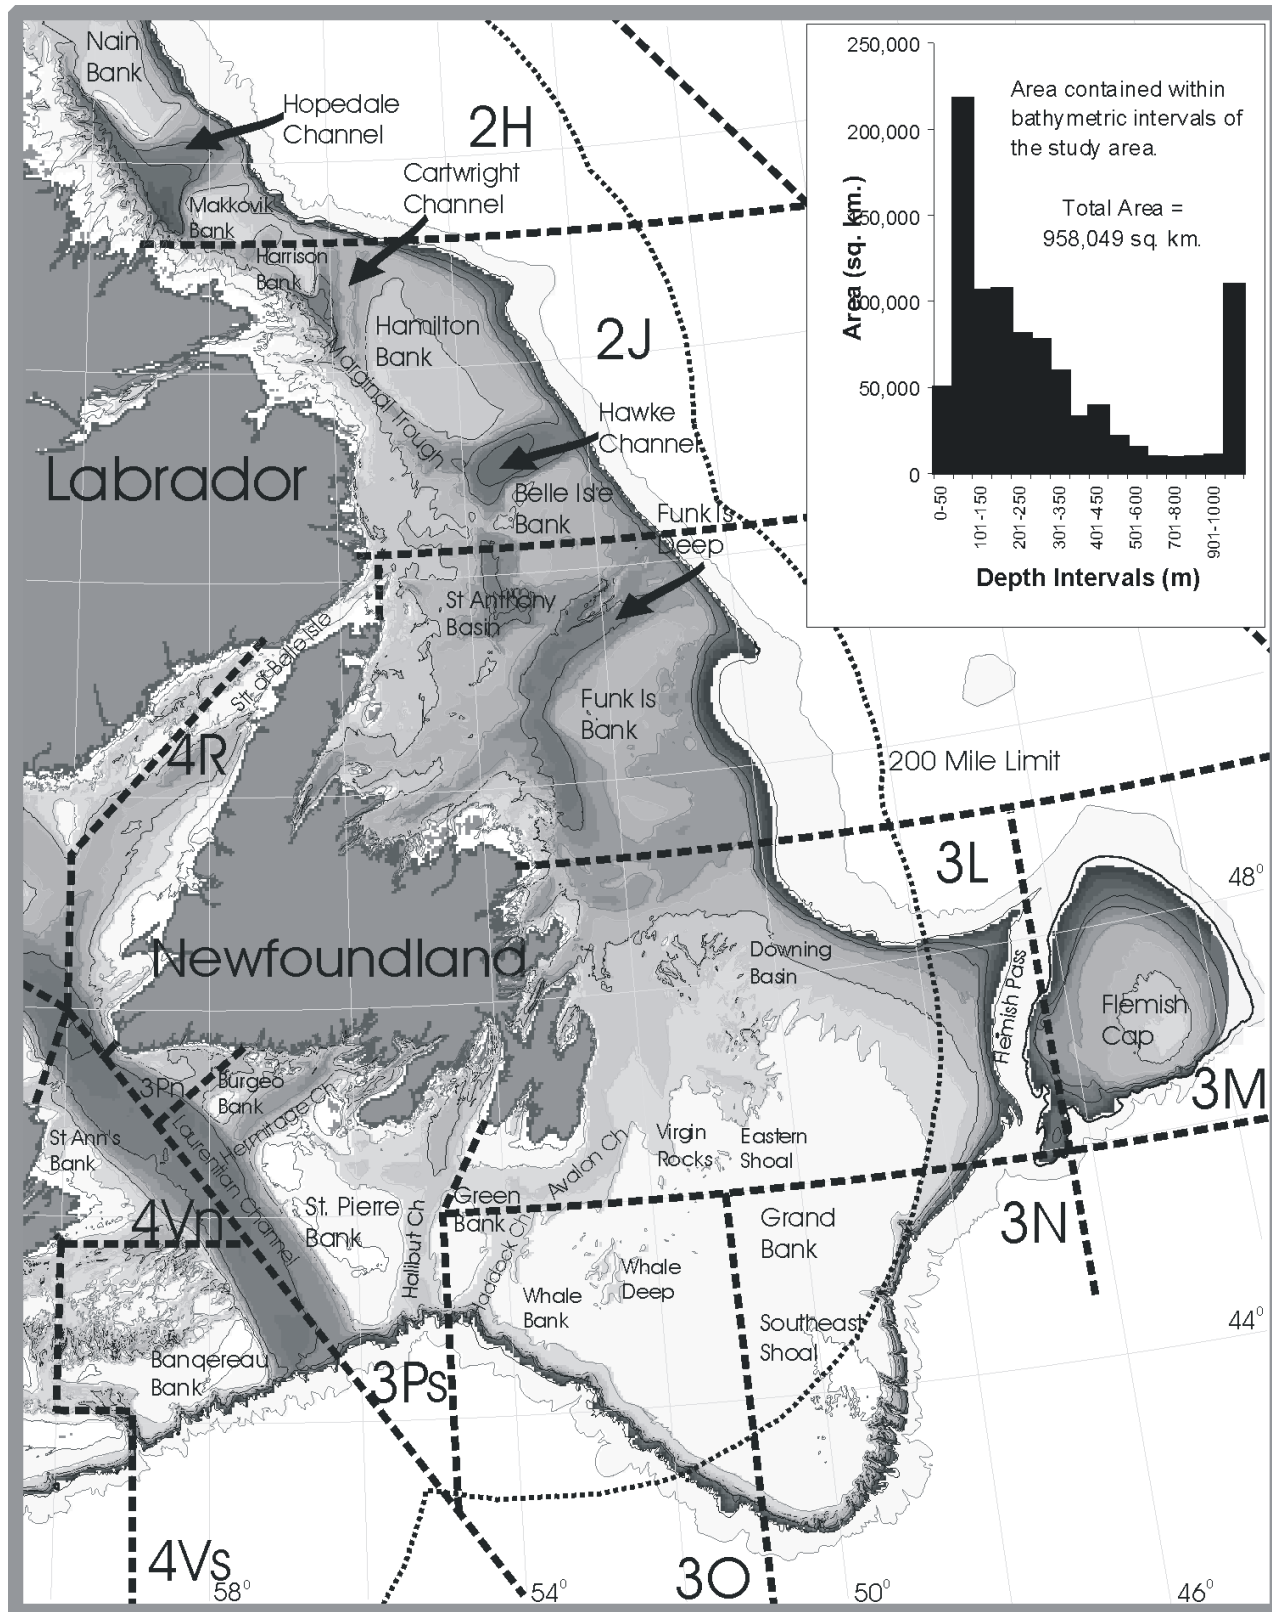 Nain
Bank
Hopedale
Channel
2H
Cartwright
Channel
Makkovik
Bank
Harrison
Bank
Hamilton
Bank
2J
Marginal Trough
Hawke
Channel
Labrador
Belle Isle
Bank
Funk Is
Deep
St Anthony
Basin
Str. of Belle Isle
Funk Is
Bank
4R
200 Mile Limit
3L
48°
Newfoundland
Downing
Basin
Flemish Pass
Flemish
Cap
3M
3Pn
Burgeo
Bank
Hermitage Ch
St Ann's
Bank
Laurentian Channel
Virgin
Rocks
Eastern
Shoal
Avalon Ch
4Vn
St. Pierre
Bank
Halibut Ch
Green
Bank
Haddock Ch
Grand
Bank
3N
Whale
Deep
Whale
Bank
Southeast
Shoal
44°
Banqereau
Bank
3Ps
4Vs
3O
58°
54°
50°
46°
250,000
200,000
150,000
100,000
50,000
0
Area (sq. km.)
Area contained within
bathymetric intervals of
the study area.
Total Area =
958,049 sq. km.
0-50
101-150
201-250
301-350
401-450
501-600
701-800
901-1000
Depth Intervals (m)